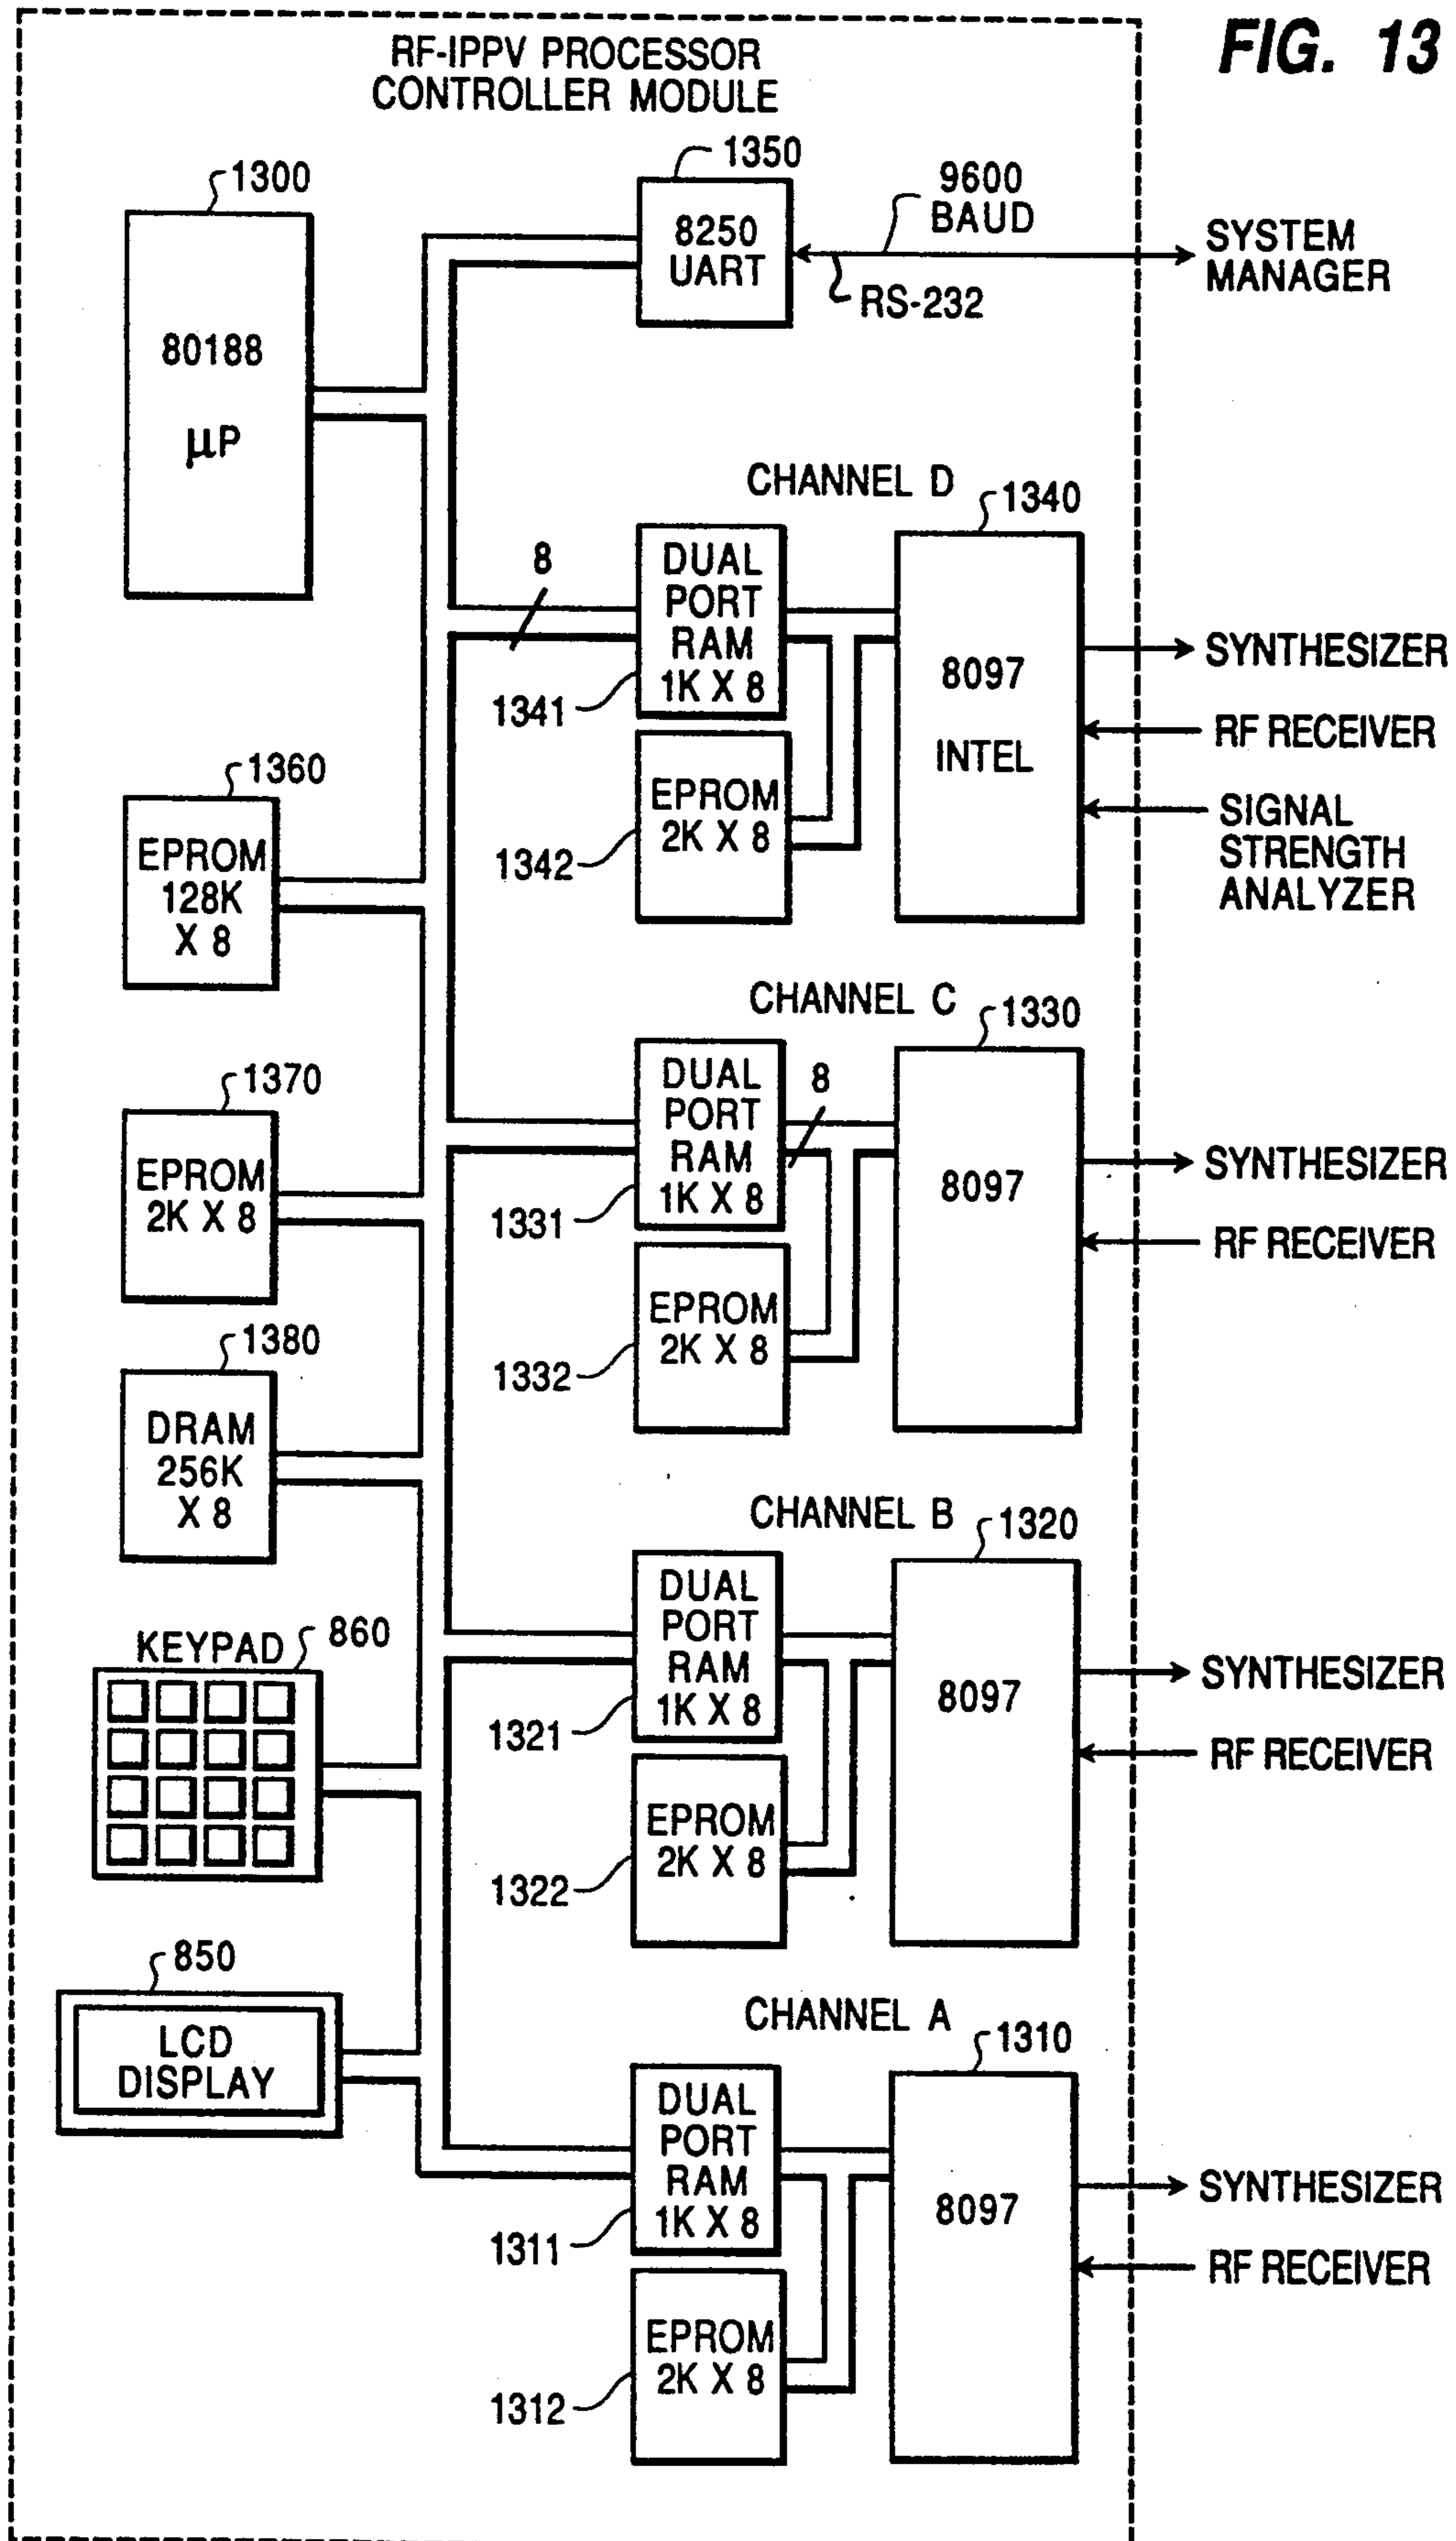 FIG. 13
RF-IPPV PROCESSOR
CONTROLLER MODULE
1300
80188
µP
1350
8250
UART
9600
BAUD
RS-232
SYSTEM
MANAGER
CHANNEL D
1340
8
DUAL
PORT
RAM
1K X 8
1341
EPROM
2K X 8
1342
8097
INTEL
SYNTHESIZER
RF RECEIVER
SIGNAL
STRENGTH
ANALYZER
1360
EPROM
128K
X 8
CHANNEL C
1330
DUAL
PORT
RAM
1K X 8
8
1331
EPROM
2K X 8
1332
8097
SYNTHESIZER
RF RECEIVER
1370
EPROM
2K X 8
1380
DRAM
256K
X 8
CHANNEL B
1320
DUAL
PORT
RAM
1K X 8
1321
EPROM
2K X 8
1322
8097
SYNTHESIZER
RF RECEIVER
KEYPAD
860
850
LCD
DISPLAY
CHANNEL A
1310
DUAL
PORT
RAM
1K X 8
1311
EPROM
2K X 8
1312
8097
SYNTHESIZER
RF RECEIVER